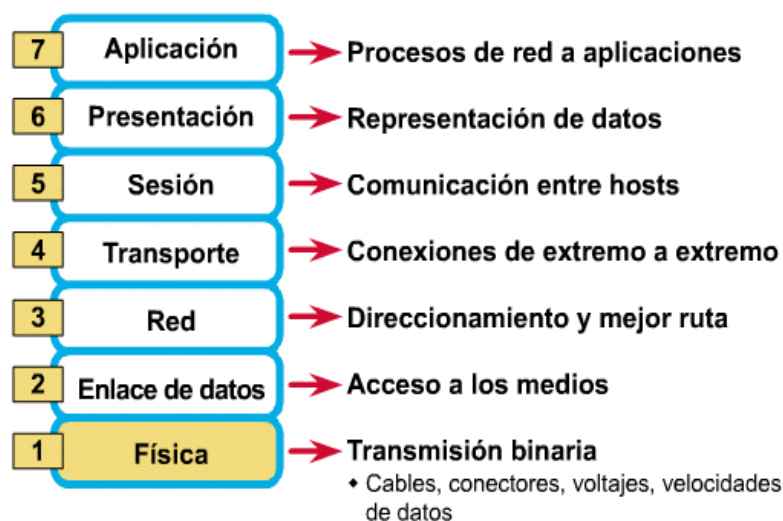 7 Aplicación Procesos de red a aplicaciones
6 Presentación Representación de datos
5 Sesión Comunicación entre hosts
4 Transporte Conexiones de extremo a extremo
3 Red Direccionamiento y mejor ruta
2 Enlace de datos Acceso a los medios
1 Física Transmisión binaria
Cables, conectores, voltajes, velocidades
de datos